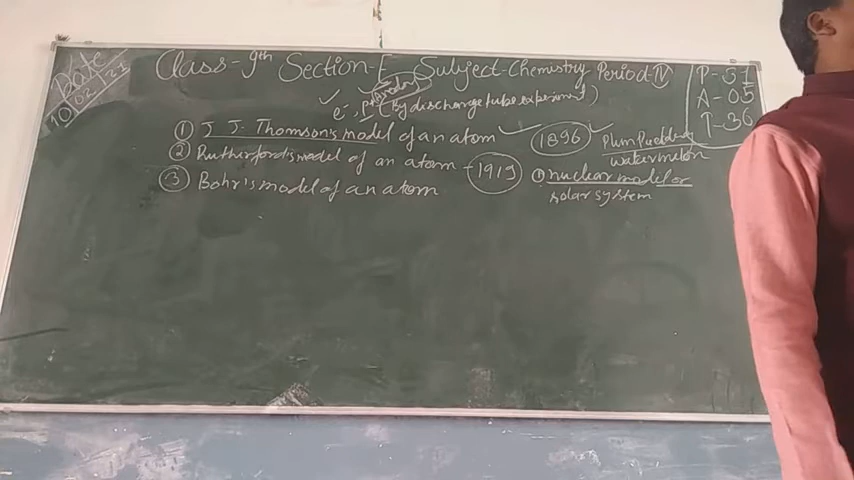 Date
10 02 21
Class-9th Section-E Subject-Chemistry Period-IV
P-31
A-05
T-36
e-, p+ (By discharge tube experiment)
① J. J. Thomson's model of an atom 1896 Plum Pudding
watermelon
② Rutherford's model of an atom - 1919 ① nuclear model or
solar system
③ Bohr's model of an atom